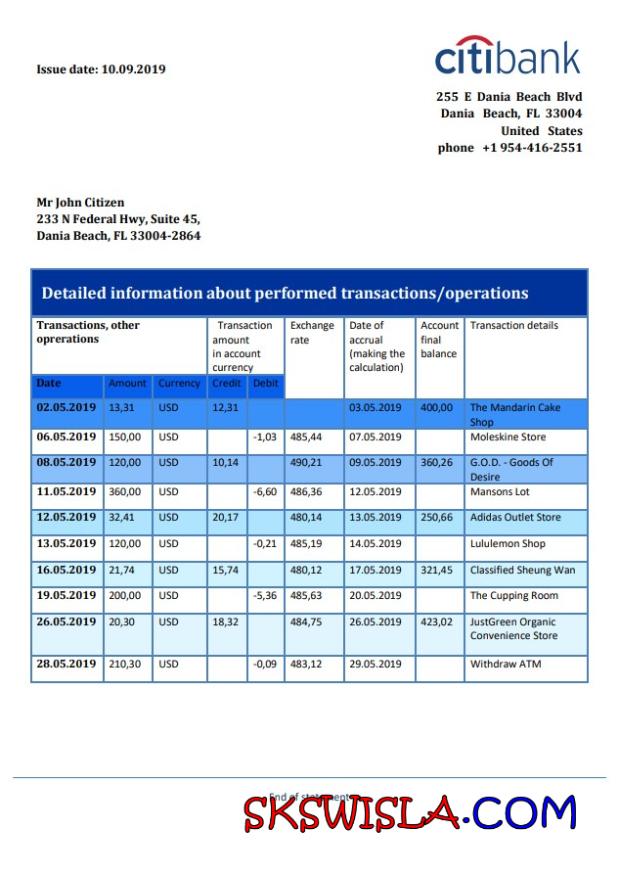 Issue date: 10.09.2019
citibank
255 E Dania Beach Blvd
Dania Beach, FL 33004
United States
phone +1 954-416-2551
Mr John Citizen
233 N Federal Hwy, Suite 45,
Dania Beach, FL 33004-2864
Detailed information about performed transactions/operations
Transactions, other oprerations Transaction amount in account currency Exchange rate Date of accrual (making the calculation) Account final balance Transaction details
Date Amount Currency Credit Debit
02.05.2019 13,31 USD 12,31 03.05.2019 400,00 The Mandarin Cake Shop
06.05.2019 150,00 USD -1,03 485,44 07.05.2019 Moleskine Store
08.05.2019 120,00 USD 10,14 490,21 09.05.2019 360,26 G.O.D. - Goods Of Desire
11.05.2019 360,00 USD -6,60 486,36 12.05.2019 Mansons Lot
12.05.2019 32,41 USD 20,17 480,14 13.05.2019 250,66 Adidas Outlet Store
13.05.2019 120,00 USD -0,21 485,19 14.05.2019 Lululemon Shop
16.05.2019 21,74 USD 15,74 480,12 17.05.2019 321,45 Classified Sheung Wan
19.05.2019 200,00 USD -5,36 485,63 20.05.2019 The Cupping Room
26.05.2019 20,30 USD 18,32 484,75 26.05.2019 423,02 JustGreen Organic Convenience Store
28.05.2019 210,30 USD -0,09 483,12 29.05.2019 Withdraw ATM
End of statement
SKSWISLA.COM